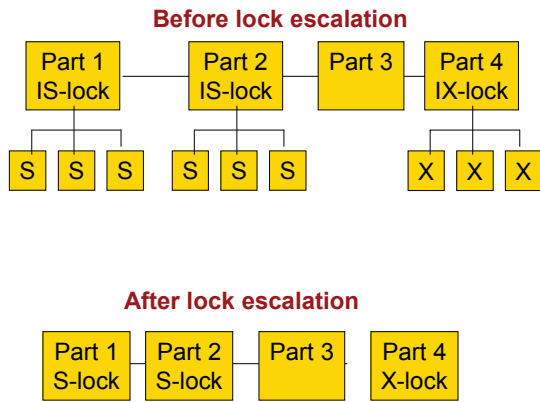 Before lock escalation
Part 1 Part 2 Part 3 Part 4
IS-lock IS-lock IX-lock
S S S S S S X X X
After lock escalation
Part 1 Part 2 Part 3 Part 4
S-lock S-lock X-lock